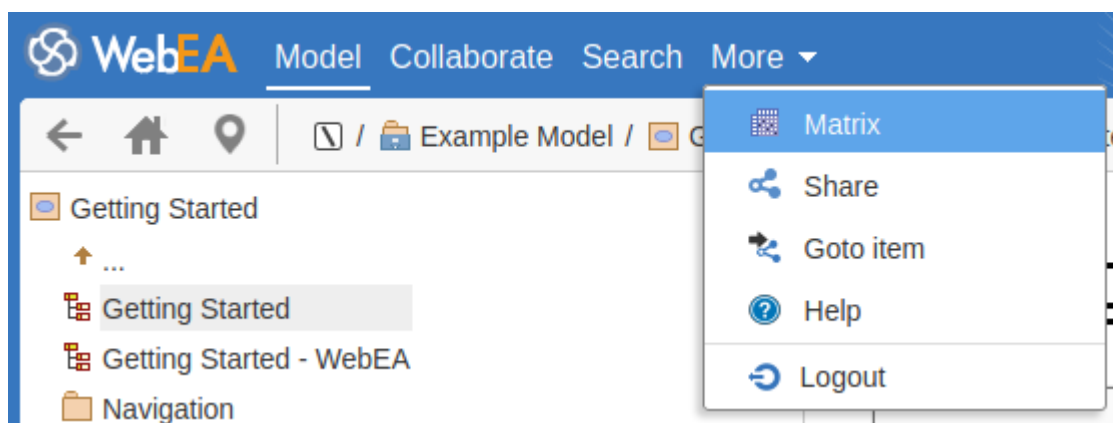 WebEA Model Collaborate Search More
/ Example Model / G
Matrix
Getting Started
Share
...
Goto item
Getting Started
Help
Getting Started - WebEA
Logout
Navigation